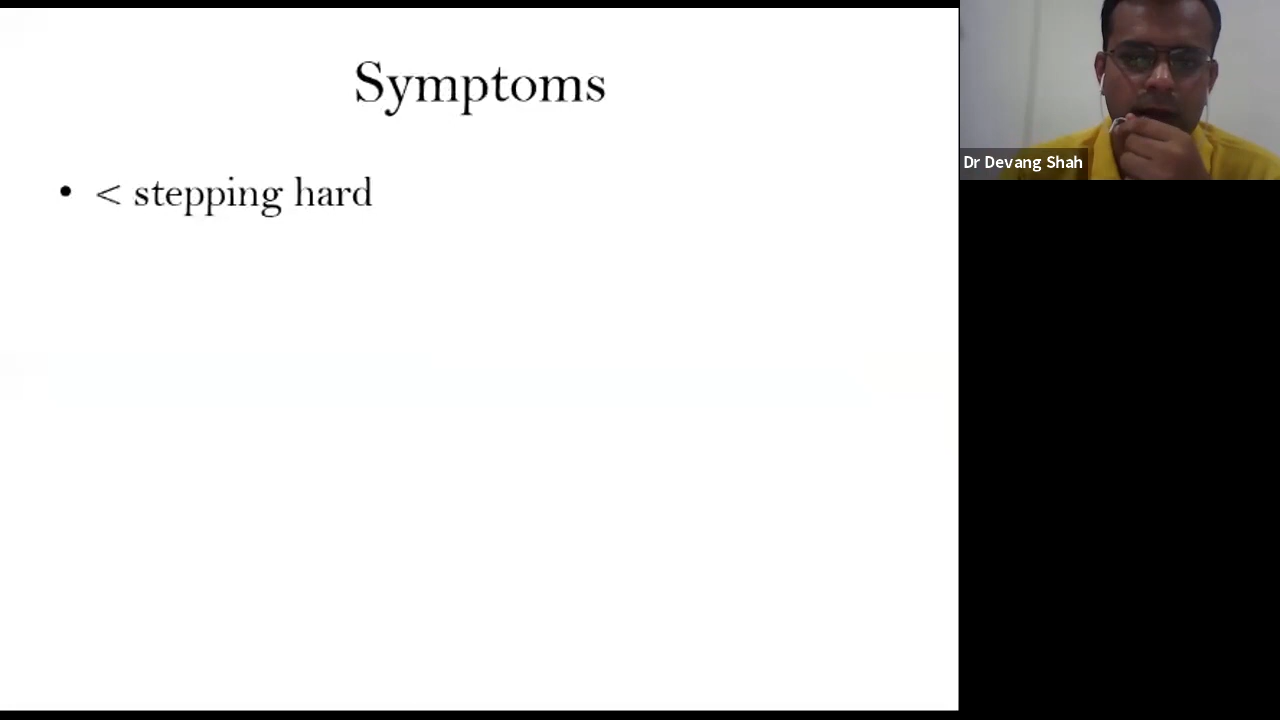 Symptoms
• < stepping hard
Dr Devang Shah